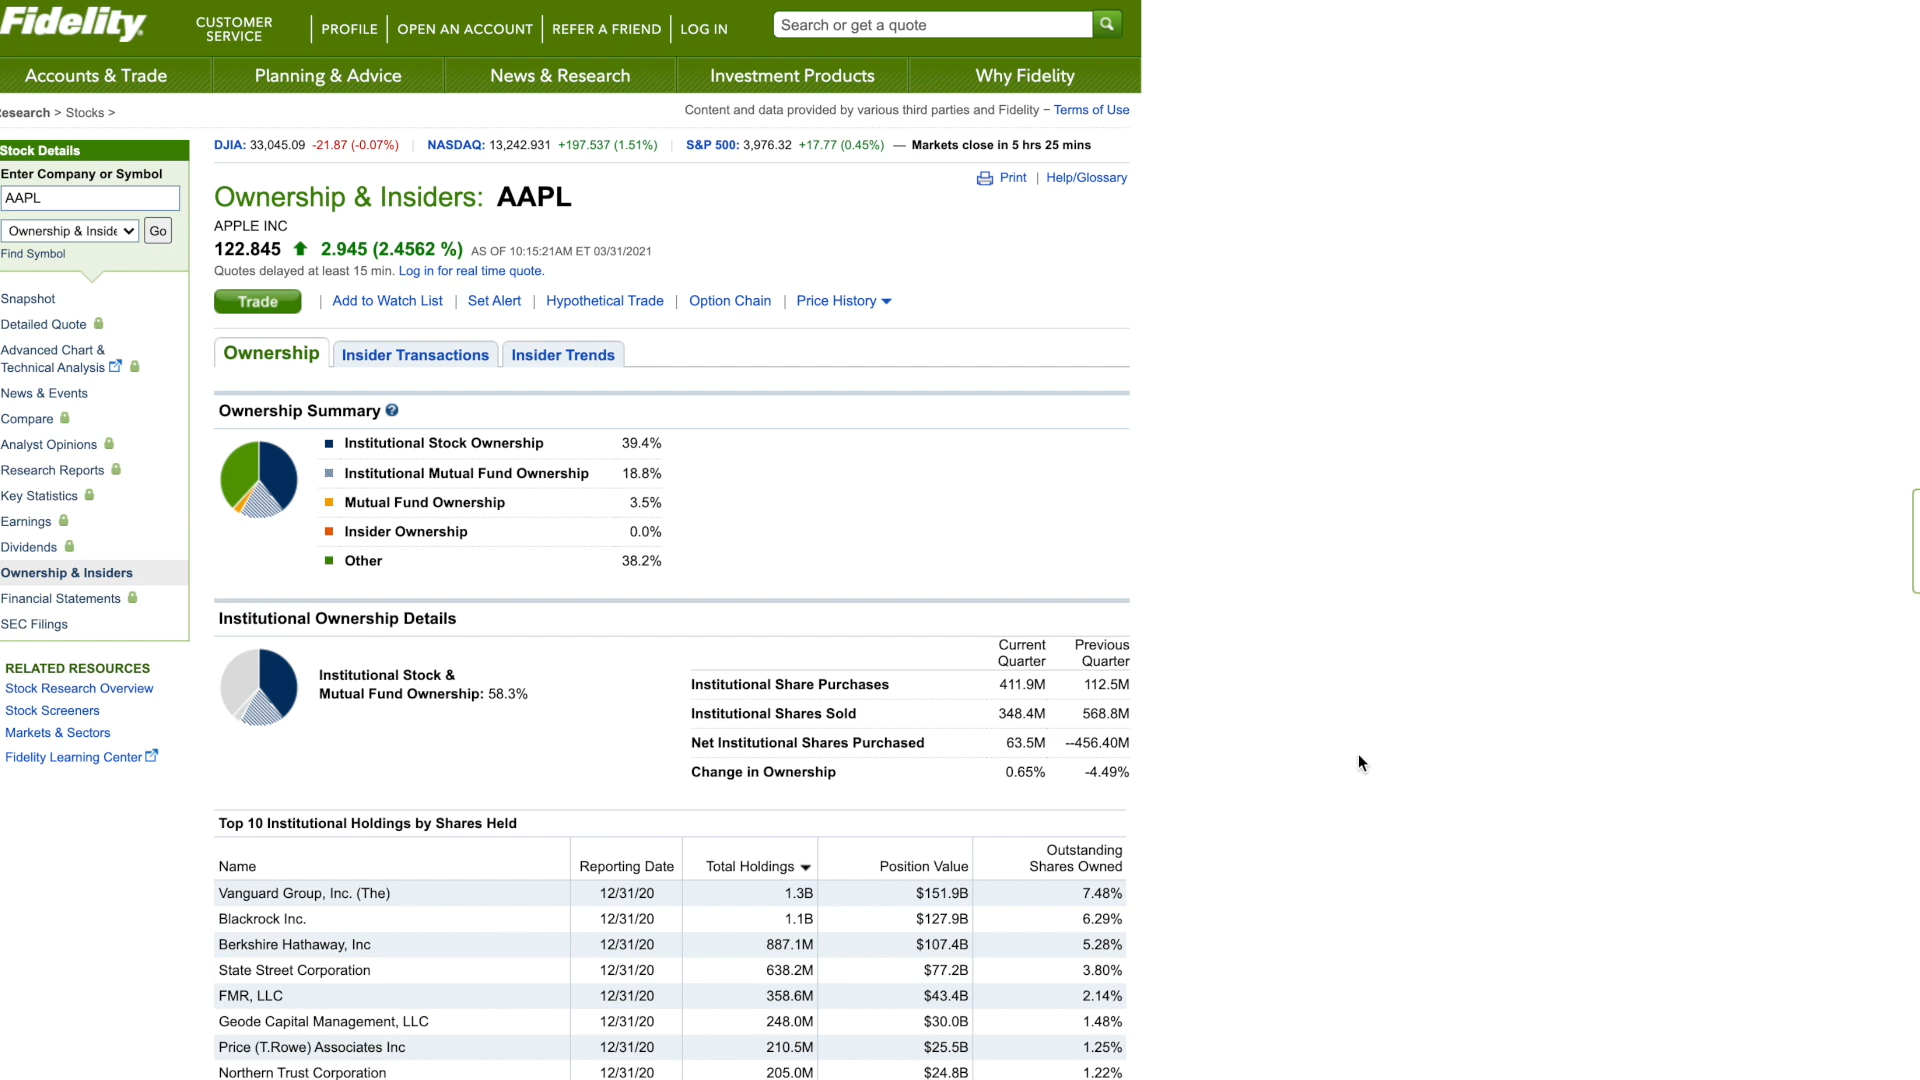 Fidelity
CUSTOMER SERVICE
PROFILE
OPEN AN ACCOUNT
REFER A FRIEND
LOG IN
Search or get a quote
Accounts & Trade
Planning & Advice
News & Research
Investment Products
Why Fidelity
esearch > Stocks >
Content and data provided by various third parties and Fidelity − Terms of Use
Stock Details
Enter Company or Symbol
AAPL
Ownership & Inside
Go
Find Symbol
Snapshot
Detailed Quote
Advanced Chart &
Technical Analysis
News & Events
Compare
Analyst Opinions
Research Reports
Key Statistics
Earnings
Dividends
Ownership & Insiders
Financial Statements
SEC Filings
RELATED RESOURCES
Stock Research Overview
Stock Screeners
Markets & Sectors
Fidelity Learning Center
DJIA: 33,045.09 -21.87 (-0.07%) | NASDAQ: 13,242.931 +197.537 (1.51%) | S&P 500: 3,976.32 +17.77 (0.45%) — Markets close in 5 hrs 25 mins
Print | Help/Glossary
Ownership & Insiders: AAPL
APPLE INC
122.845 2.945 (2.4562 %) AS OF 10:15:21AM ET 03/31/2021
Quotes delayed at least 15 min. Log in for real time quote.
Trade | Add to Watch List | Set Alert | Hypothetical Trade | Option Chain | Price History
Ownership
Insider Transactions
Insider Trends
Ownership Summary ?
Institutional Stock Ownership 39.4%
Institutional Mutual Fund Ownership 18.8%
Mutual Fund Ownership 3.5%
Insider Ownership 0.0%
Other 38.2%
Institutional Ownership Details
Institutional Stock &
Mutual Fund Ownership: 58.3%
Current Quarter Previous Quarter
Institutional Share Purchases 411.9M 112.5M
Institutional Shares Sold 348.4M 568.8M
Net Institutional Shares Purchased 63.5M --456.40M
Change in Ownership 0.65% -4.49%
Top 10 Institutional Holdings by Shares Held
Name Reporting Date Total Holdings Position Value Outstanding Shares Owned
Vanguard Group, Inc. (The) 12/31/20 1.3B $151.9B 7.48%
Blackrock Inc. 12/31/20 1.1B $127.9B 6.29%
Berkshire Hathaway, Inc 12/31/20 887.1M $107.4B 5.28%
State Street Corporation 12/31/20 638.2M $77.2B 3.80%
FMR, LLC 12/31/20 358.6M $43.4B 2.14%
Geode Capital Management, LLC 12/31/20 248.0M $30.0B 1.48%
Price (T.Rowe) Associates Inc 12/31/20 210.5M $25.5B 1.25%
Northern Trust Corporation 12/31/20 205.0M $24.8B 1.22%